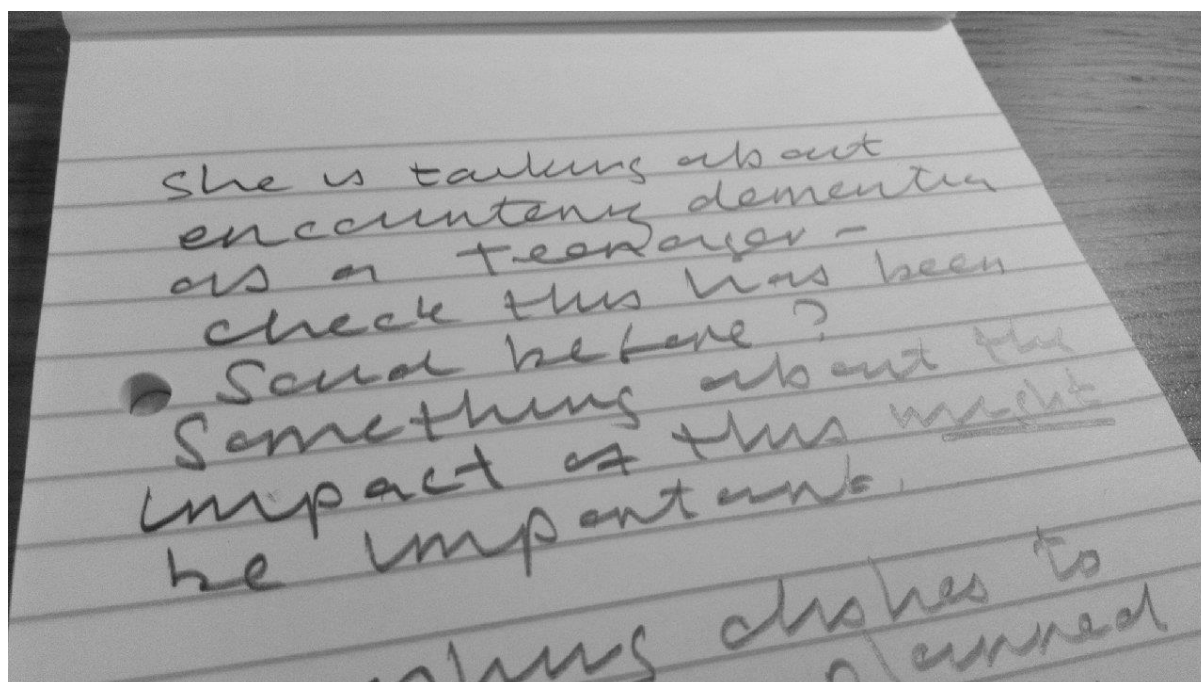 She is talking about
encountering dementia
as a teenager -
check this has been
Said before?
Something about the
impact of this might
be important.
dishes to
planned